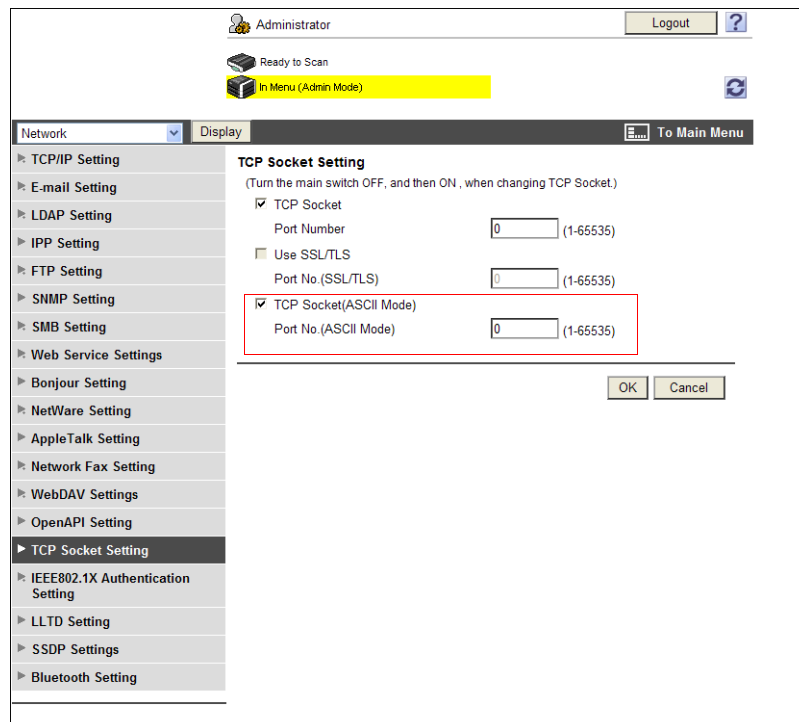 Administrator
Logout
?
Ready to Scan
In Menu (Admin Mode)
Network
Display
To Main Menu
TCP/IP Setting
E-mail Setting
LDAP Setting
IPP Setting
FTP Setting
SNMP Setting
SMB Setting
Web Service Settings
Bonjour Setting
NetWare Setting
AppleTalk Setting
Network Fax Setting
WebDAV Settings
OpenAPI Setting
TCP Socket Setting
IEEE802.1X Authentication
Setting
LLTD Setting
SSDP Settings
Bluetooth Setting
TCP Socket Setting
(Turn the main switch OFF, and then ON , when changing TCP Socket.)
TCP Socket
Port Number 0 (1-65535)
Use SSL/TLS
Port No.(SSL/TLS) 0 (1-65535)
TCP Socket(ASCII Mode)
Port No.(ASCII Mode) 0 (1-65535)
OK Cancel